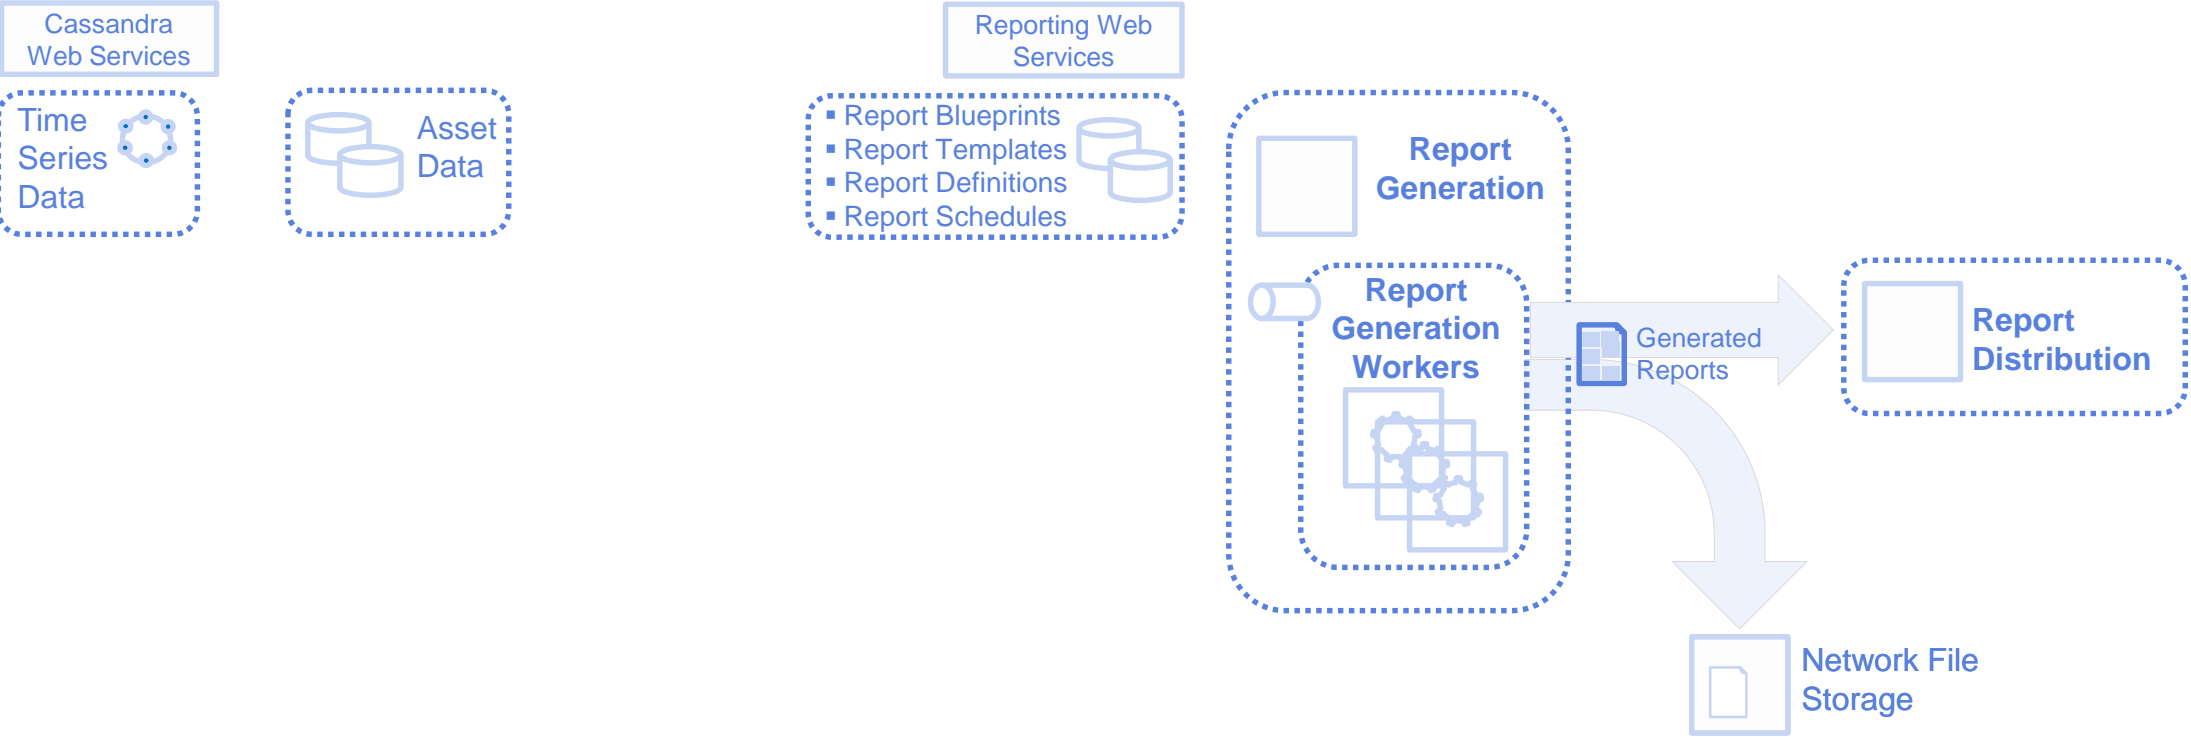 Cassandra
Web Services
Time
Series
Data
Asset
Data
Reporting Web
Services
▪ Report Blueprints
▪ Report Templates
▪ Report Definitions
▪ Report Schedules
Report
Generation
Report
Generation
Workers
Generated
Reports
Report
Distribution
Network File
Storage